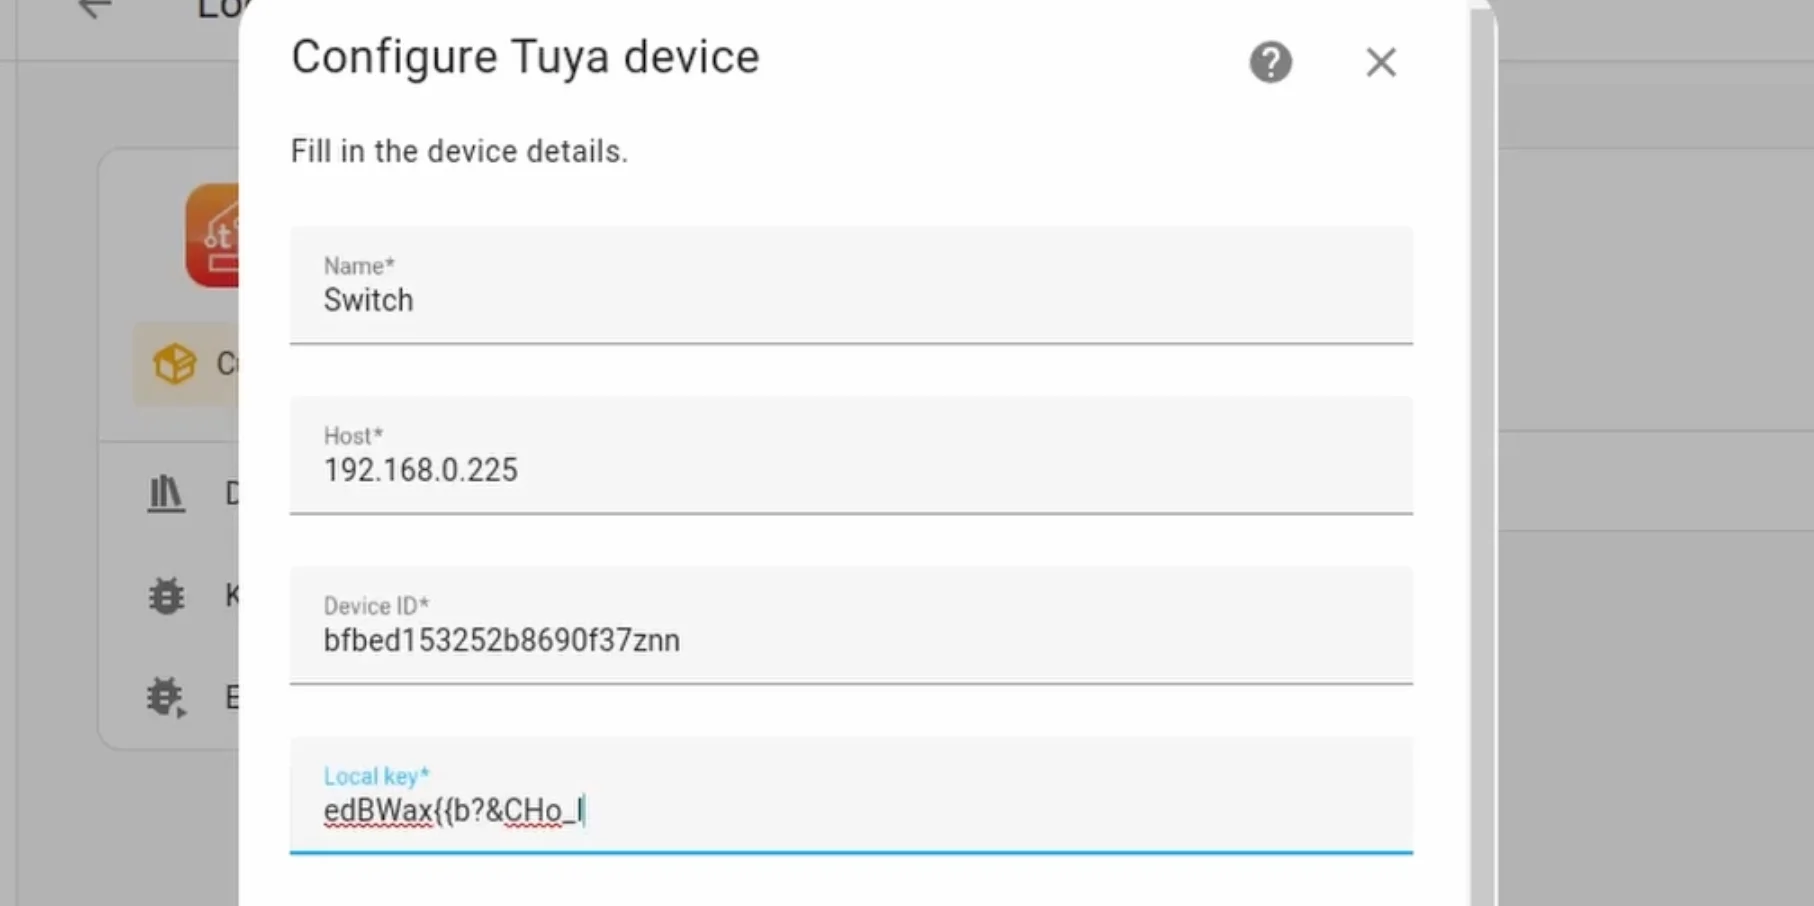 Configure Tuya device
Fill in the device details.
Name*
Switch
Host*
192.168.0.225
Device ID*
bfbed153252b8690f37znn
Local key*
edBWax{{b?&CHo_l